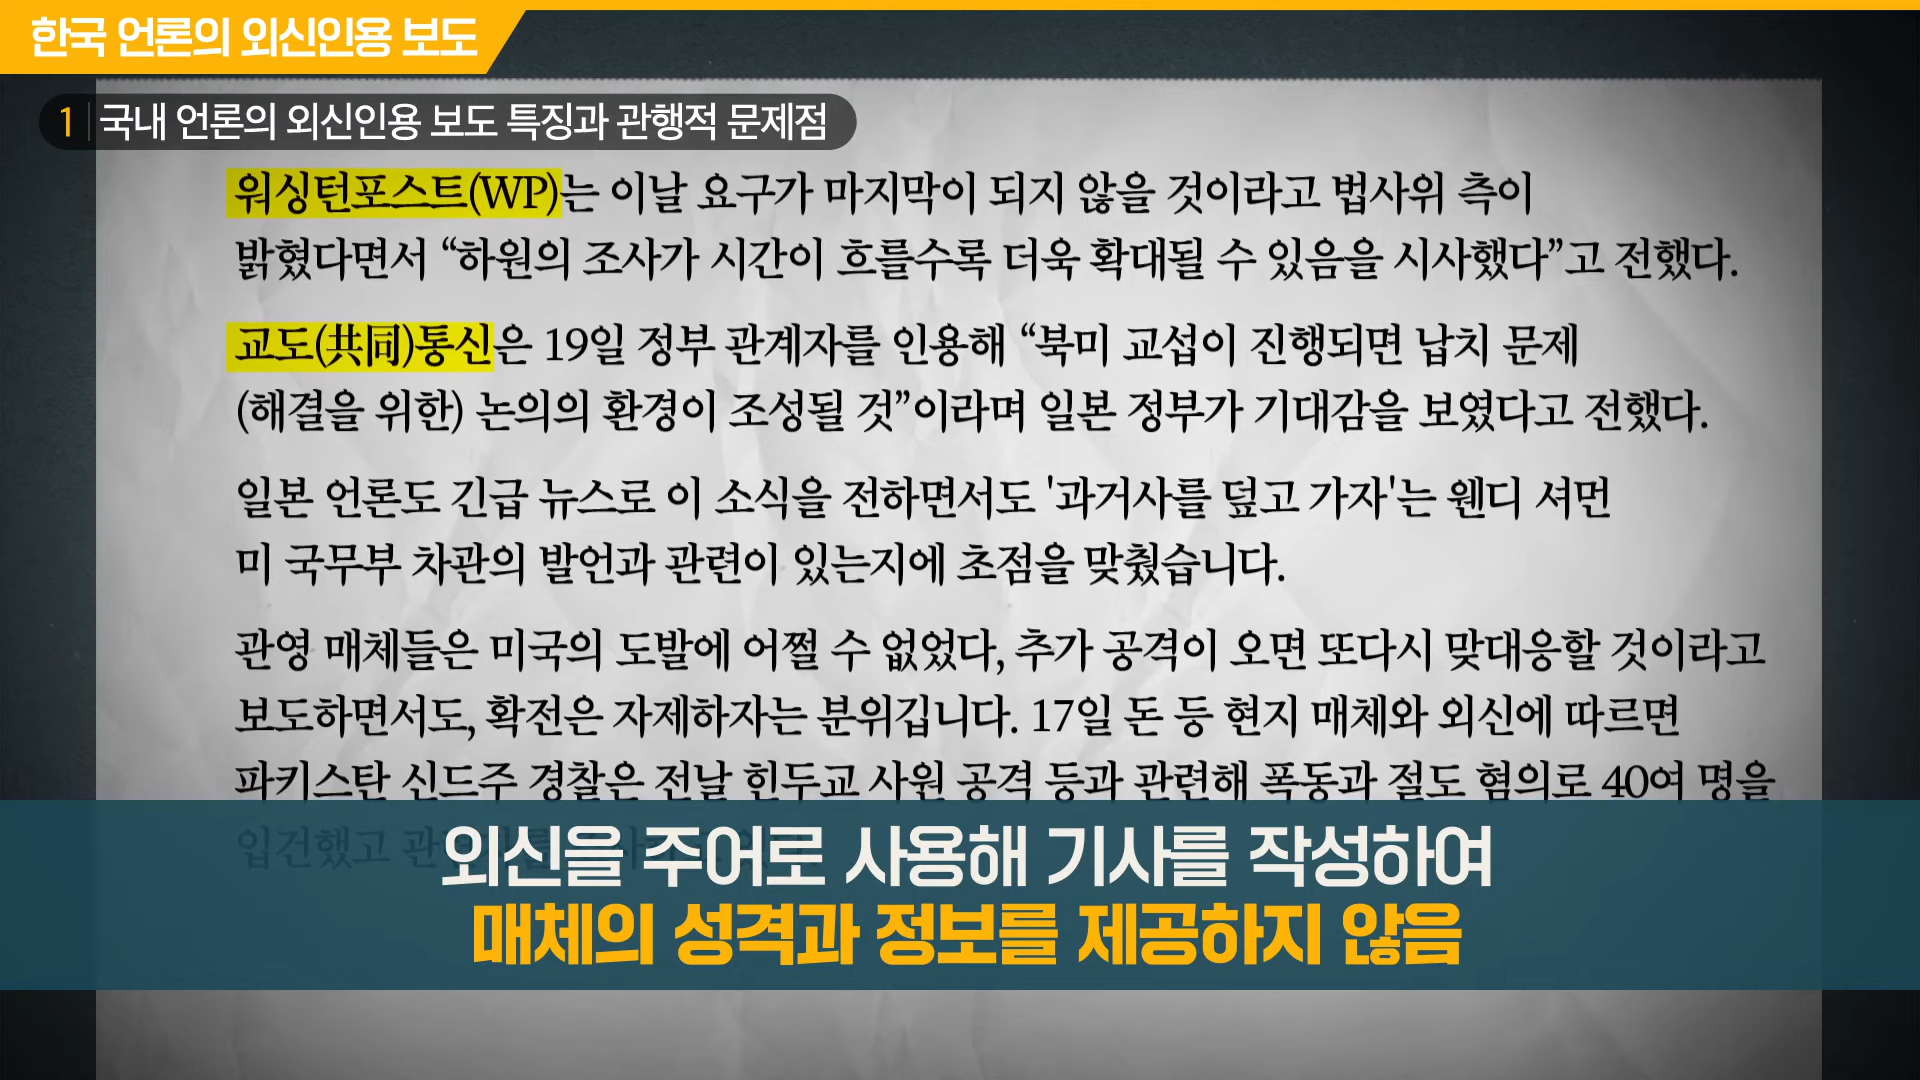 한국 언론의 외신인용 보도
1 국내 언론의 외신인용 보도 특징과 관행적 문제점
워싱턴포스트(WP)는 이날 요구가 마지막이 되지 않을 것이라고 법사위 측이
밝혔다면서 “하원의 조사가 시간이 흐를수록 더욱 확대될 수 있음을 시사했다”고 전했다.
교도(共同)통신은 19일 정부 관계자를 인용해 “북미 교섭이 진행되면 납치 문제
(해결을 위한) 논의의 환경이 조성될 것”이라며 일본 정부가 기대감을 보였다고 전했다.
일본 언론도 긴급 뉴스로 이 소식을 전하면서도 '과거사를 덮고 가자'는 웬디 셔먼
미 국무부 차관의 발언과 관련이 있는지에 초점을 맞췄습니다.
관영 매체들은 미국의 도발에 어쩔 수 없었다, 추가 공격이 오면 또다시 맞대응할 것이라고
보도하면서도, 확전은 자제하자는 분위깁니다. 17일 돈 등 현지 매체와 외신에 따르면
파키스탄 신드주 경찰은 전날 힌두교 사원 공격 등과 관련해 폭동과 절도 혐의로 40여 명을
입건했고
외신을 주어로 사용해 기사를 작성하여
매체의 성격과 정보를 제공하지 않음